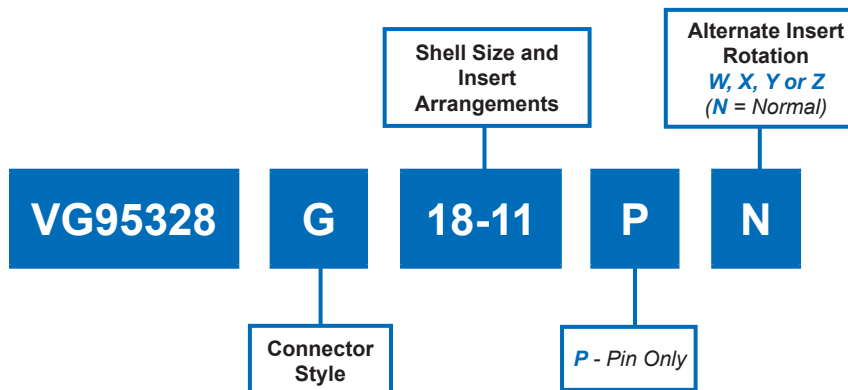 Shell Size and
Insert
Arrangements
Alternate Insert
Rotation
W, X, Y or Z
(N = Normal)
VG95328 G 18-11 P N
Connector
Style
P - Pin Only